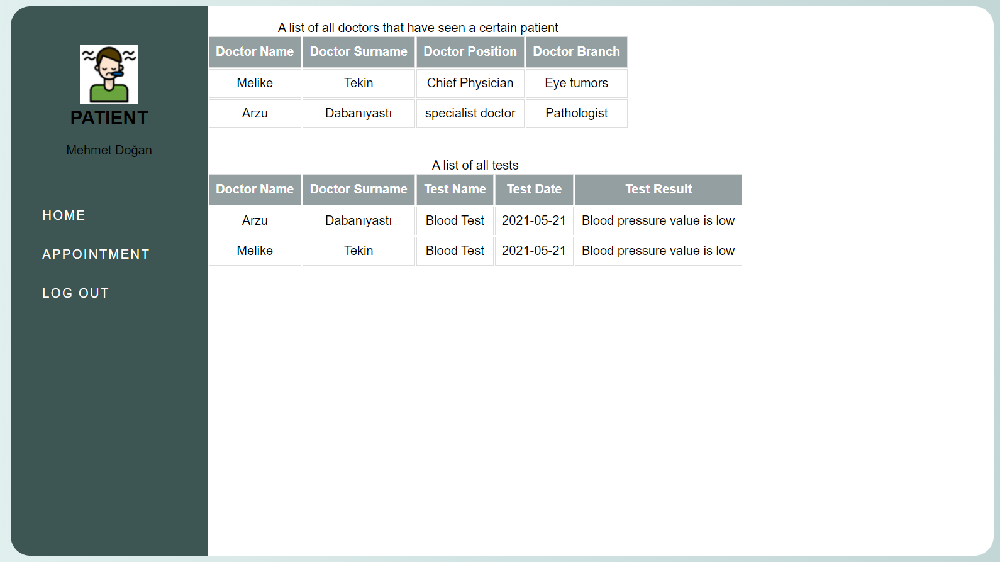 PATIENT
Mehmet Doğan
HOME
APPOINTMENT
LOG OUT
A list of all doctors that have seen a certain patient
Doctor Name Doctor Surname Doctor Position Doctor Branch
Melike Tekin Chief Physician Eye tumors
Arzu Dabanıyastı specialist doctor Pathologist
A list of all tests
Doctor Name Doctor Surname Test Name Test Date Test Result
Arzu Dabanıyastı Blood Test 2021-05-21 Blood pressure value is low
Melike Tekin Blood Test 2021-05-21 Blood pressure value is low